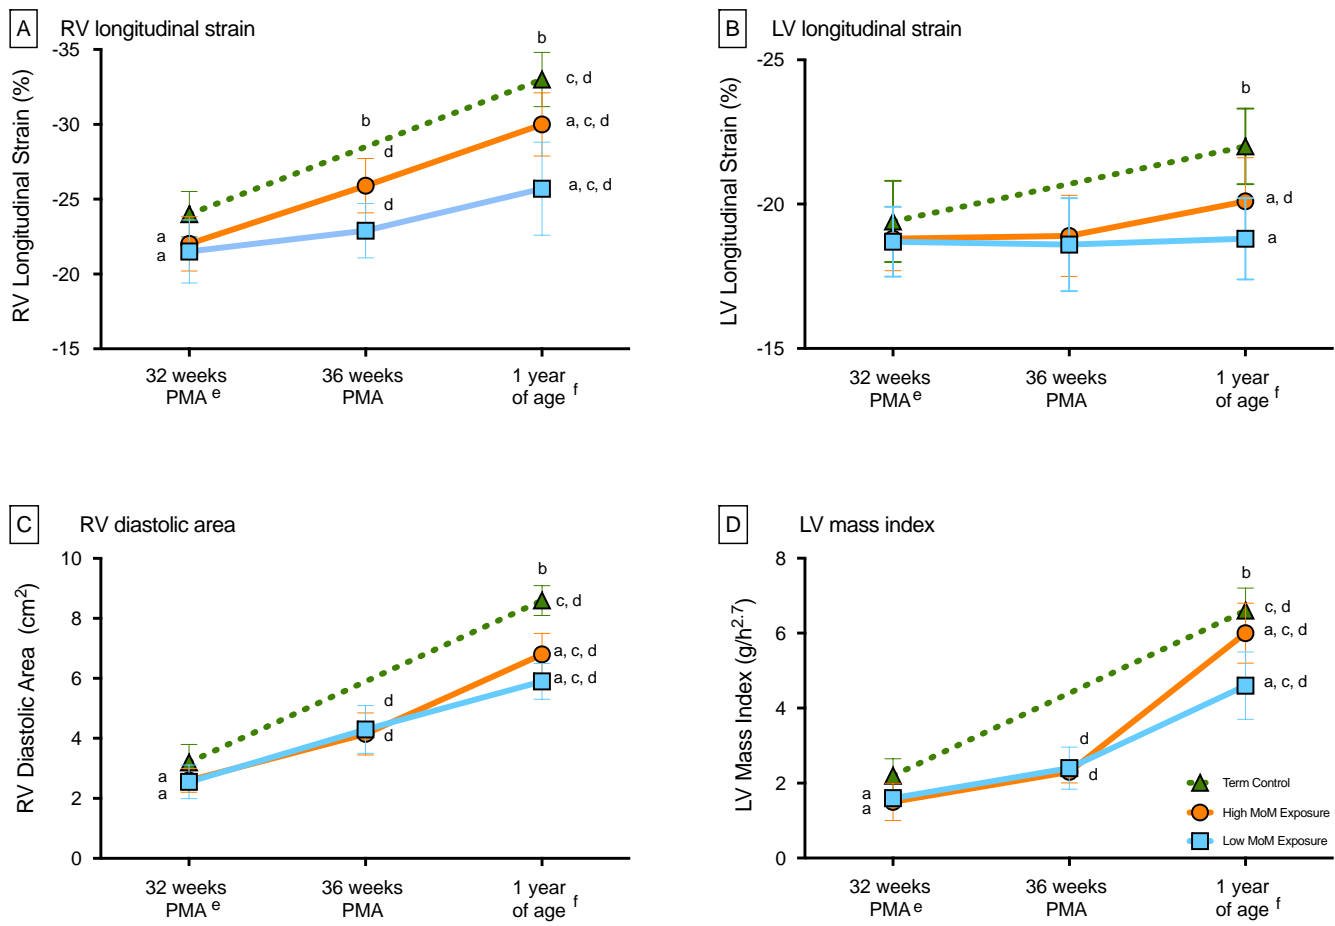 A
RV longitudinal strain
RV Longitudinal Strain (%)
-35
-30
-25
-20
-15
b
c, d
a, c, d
a, c, d
b
d
d
a
a
32 weeks
PMA e
36 weeks
PMA
1 year
of age f
B
LV longitudinal strain
LV Longitudinal Strain (%)
-25
-20
-15
b
a, d
a
32 weeks
PMA e
36 weeks
PMA
1 year
of age f
C
RV diastolic area
RV Diastolic Area (cm2)
10
8
6
4
2
0
b
c, d
a, c, d
a, c, d
d
d
a
a
32 weeks
PMA e
36 weeks
PMA
1 year
of age f
D
LV mass index
LV Mass Index (g/h2.7)
8
6
4
2
0
b
c, d
a, c, d
a, c, d
d
d
a
a
Term Control
High MoM Exposure
Low MoM Exposure
32 weeks
PMA e
36 weeks
PMA
1 year
of age f